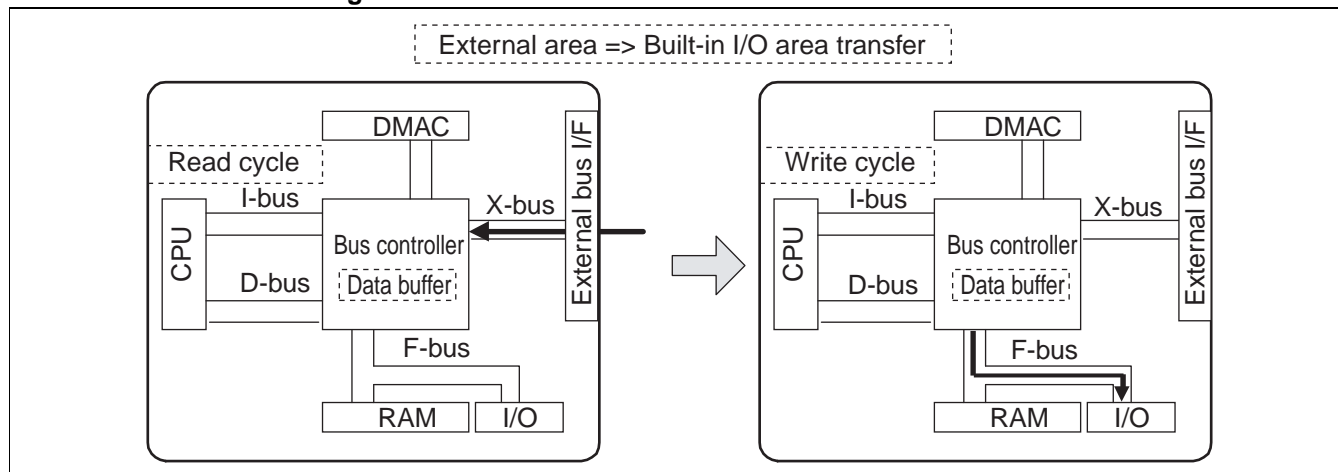 External area => Built-in I/O area transfer
DMAC
Read cycle
I-bus
X-bus
External bus I/F
CPU
Bus controller
D-bus
Data buffer
F-bus
RAM
I/O
DMAC
Write cycle
I-bus
X-bus
External bus I/F
CPU
Bus controller
D-bus
Data buffer
F-bus
RAM
I/O